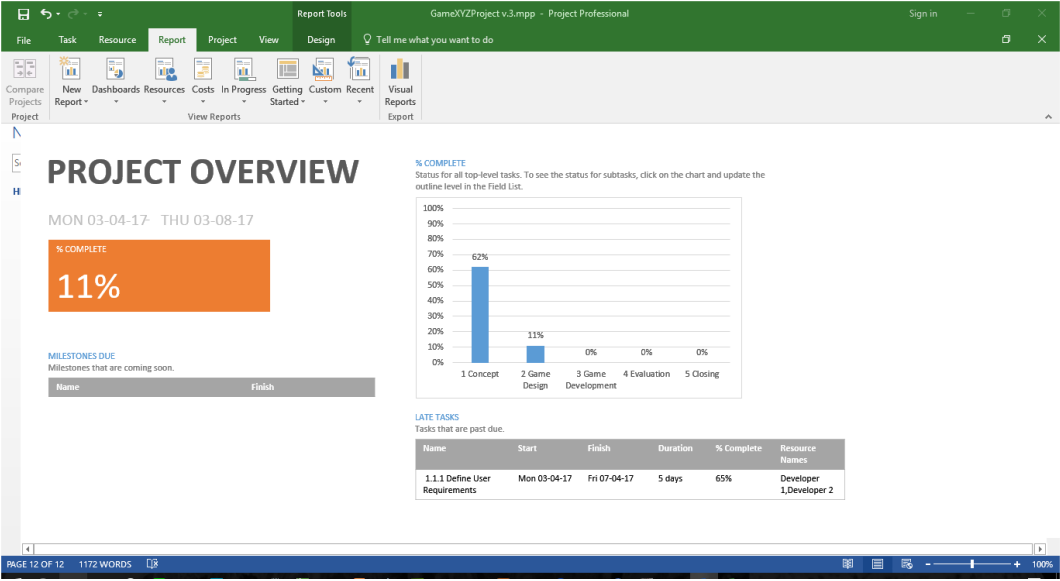 Report Tools
GameXYZProject v.3.mpp - Project Professional
Sign in
File Task Resource Report Project View Design Tell me what you want to do
Compare Projects
New Report
Dashboards
Resources
Costs
In Progress
Getting Started
Custom
Recent
Visual Reports
Project
View Reports
Export
PROJECT OVERVIEW
MON 03-04-17- THU 03-08-17
% COMPLETE
11%
MILESTONES DUE
Milestones that are coming soon.
Name Finish
% COMPLETE
Status for all top-level tasks. To see the status for subtasks, click on the chart and update the
outline level in the Field List.
100%
90%
80%
70%
60%
50%
40%
30%
20%
10%
0%
62%
11%
0%
0%
0%
1 Concept
2 Game Design
3 Game Development
4 Evaluation
5 Closing
LATE TASKS
Tasks that are past due.
Name Start Finish Duration % Complete Resource Names
1.1.1 Define User Requirements Mon 03-04-17 Fri 07-04-17 5 days 65% Developer 1,Developer 2
PAGE 12 OF 12 1172 WORDS
100%